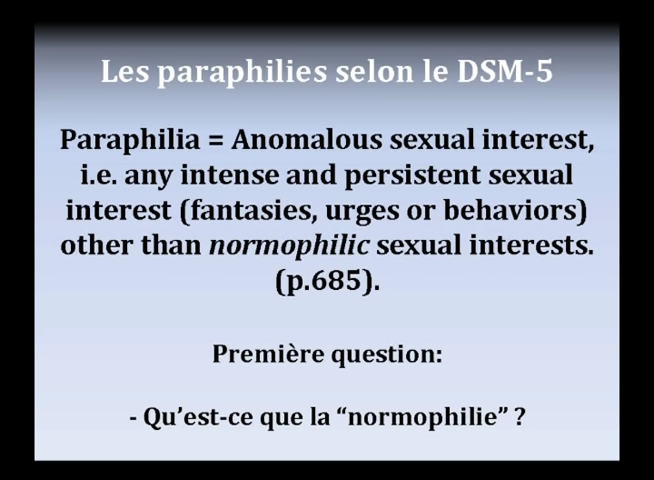 Les paraphilies selon le DSM-5
Paraphilia = Anomalous sexual interest,
i.e. any intense and persistent sexual
interest (fantasies, urges or behaviors)
other than normophilic sexual interests.
(p.685).
Première question:
- Qu’est-ce que la “normophilie” ?